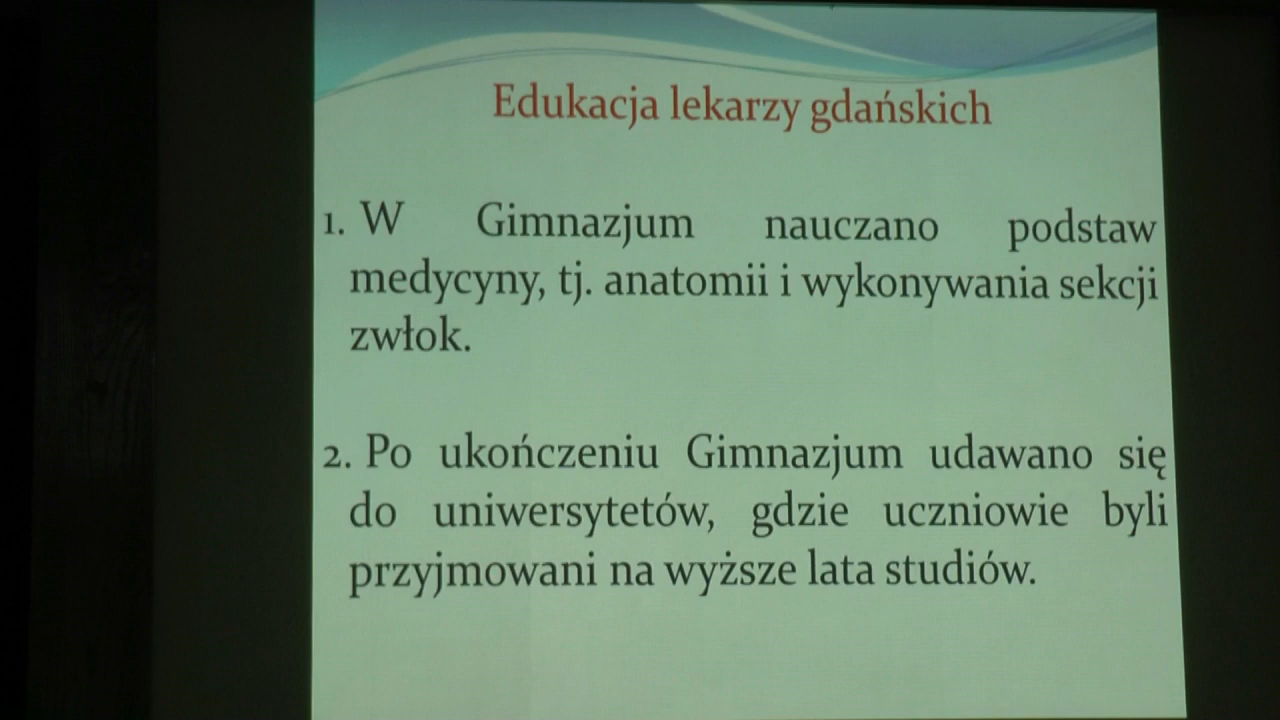 Edukacja lekarzy gdańskich
1. W Gimnazjum nauczano podstaw
medycyny, tj. anatomii i wykonywania sekcji
zwłok.
2. Po ukończeniu Gimnazjum udawano się
do uniwersytetów, gdzie uczniowie byli
przyjmowani na wyższe lata studiów.